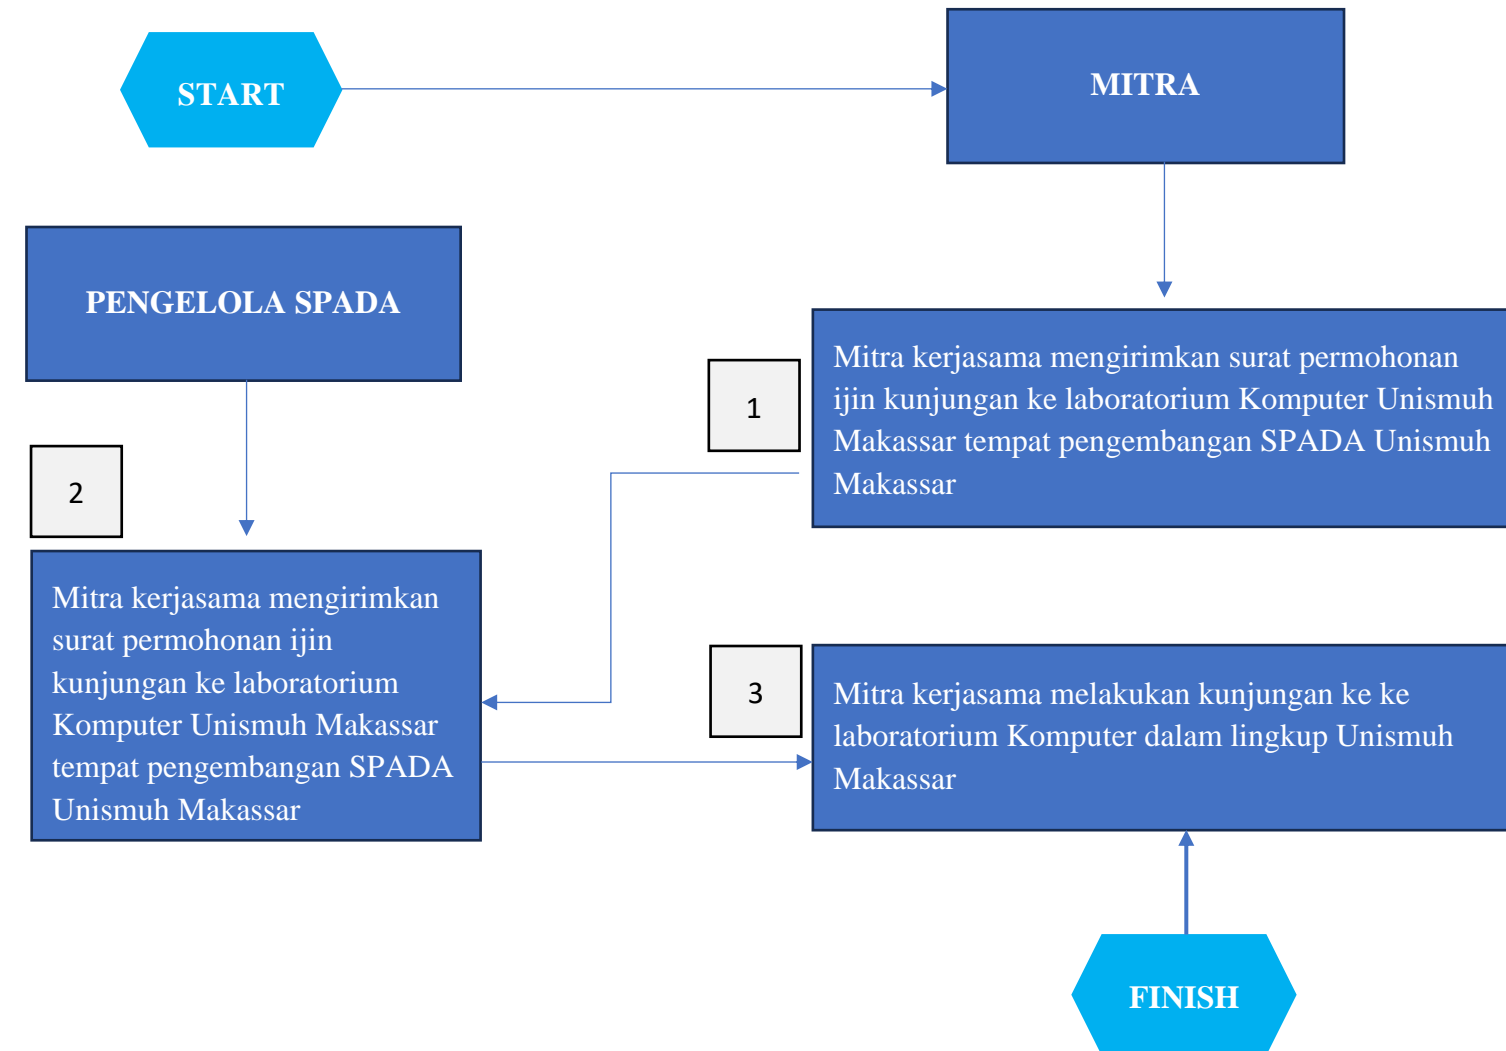 START
MITRA
PENGELOLA SPADA
1
Mitra kerjasama mengirimkan surat permohonan
ijin kunjungan ke laboratorium Komputer Unismuh
Makassar tempat pengembangan SPADA Unismuh
Makassar
2
Mitra kerjasama mengirimkan
surat permohonan ijin
kunjungan ke laboratorium
Komputer Unismuh Makassar
tempat pengembangan SPADA
Unismuh Makassar
3
Mitra kerjasama melakukan kunjungan ke ke
laboratorium Komputer dalam lingkup Unismuh
Makassar
FINISH